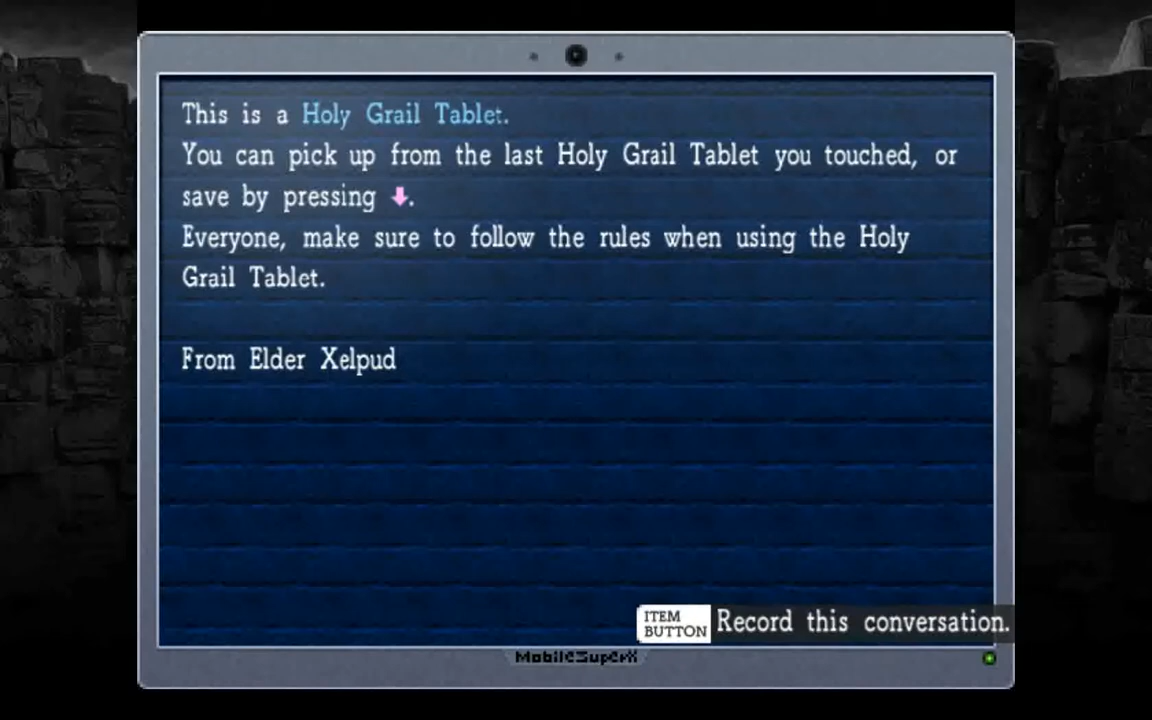 This is a Holy Grail Tablet.
You can pick up from the last Holy Grail Tablet you touched, or
save by pressing ⬇.
Everyone, make sure to follow the rules when using the Holy
Grail Tablet.
From Elder Xelpud
ITEM
BUTTON
Record this conversation.
MobileSuperX